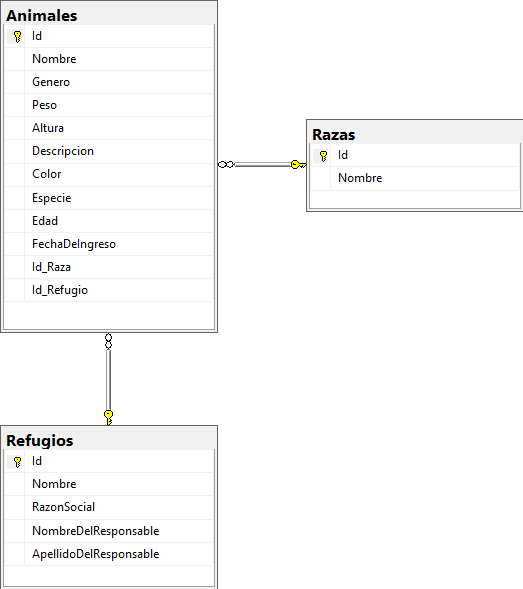 Animales
Id
Nombre
Genero
Peso
Altura
Descripcion
Color
Especie
Edad
FechaDeIngreso
Id_Raza
Id_Refugio
Razas
Id
Nombre
Refugios
Id
Nombre
RazonSocial
NombreDelResponsable
ApellidoDelResponsable